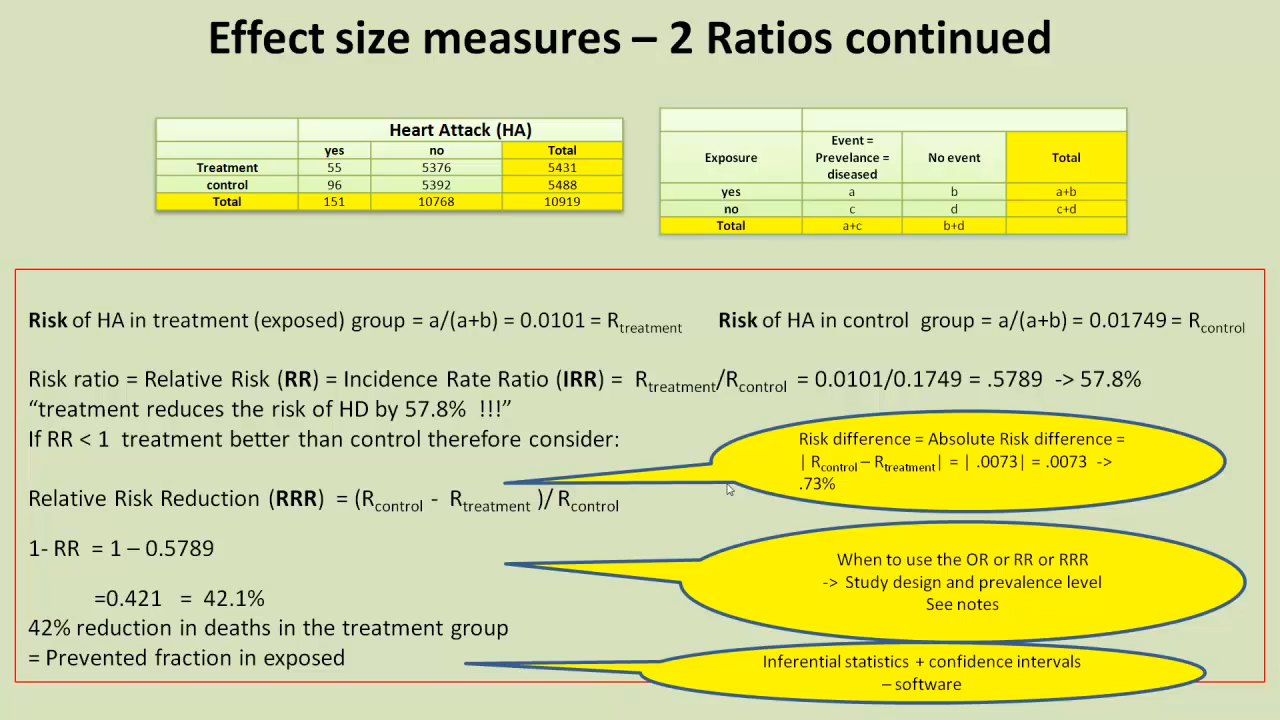 Effect size measures – 2 Ratios continued
Heart Attack (HA)
yes no Total
Treatment 55 5376 5431
control 96 5392 5488
Total 151 10768 10919
Exposure Event = Prevelance = diseased No event Total
yes a b a+b
no c d c+d
Total a+c b+d
Risk of HA in treatment (exposed) group = a/(a+b) = 0.0101 = Rtreatment
Risk of HA in control group = a/(a+b) = 0.01749 = Rcontrol
Risk ratio = Relative Risk (RR) = Incidence Rate Ratio (IRR) = Rtreatment/Rcontrol = 0.0101/0.1749 = .5789 -> 57.8%
“treatment reduces the risk of HD by 57.8% !!!”
If RR < 1 treatment better than control therefore consider:
Risk difference = Absolute Risk difference =
| Rcontrol – Rtreatment| = | .0073| = .0073 ->
.73%
Relative Risk Reduction (RRR) = (Rcontrol - Rtreatment )/ Rcontrol
1- RR = 1 – 0.5789
=0.421 = 42.1%
42% reduction in deaths in the treatment group
= Prevented fraction in exposed
When to use the OR or RR or RRR
-> Study design and prevalence level
See notes
Inferential statistics + confidence intervals
– software